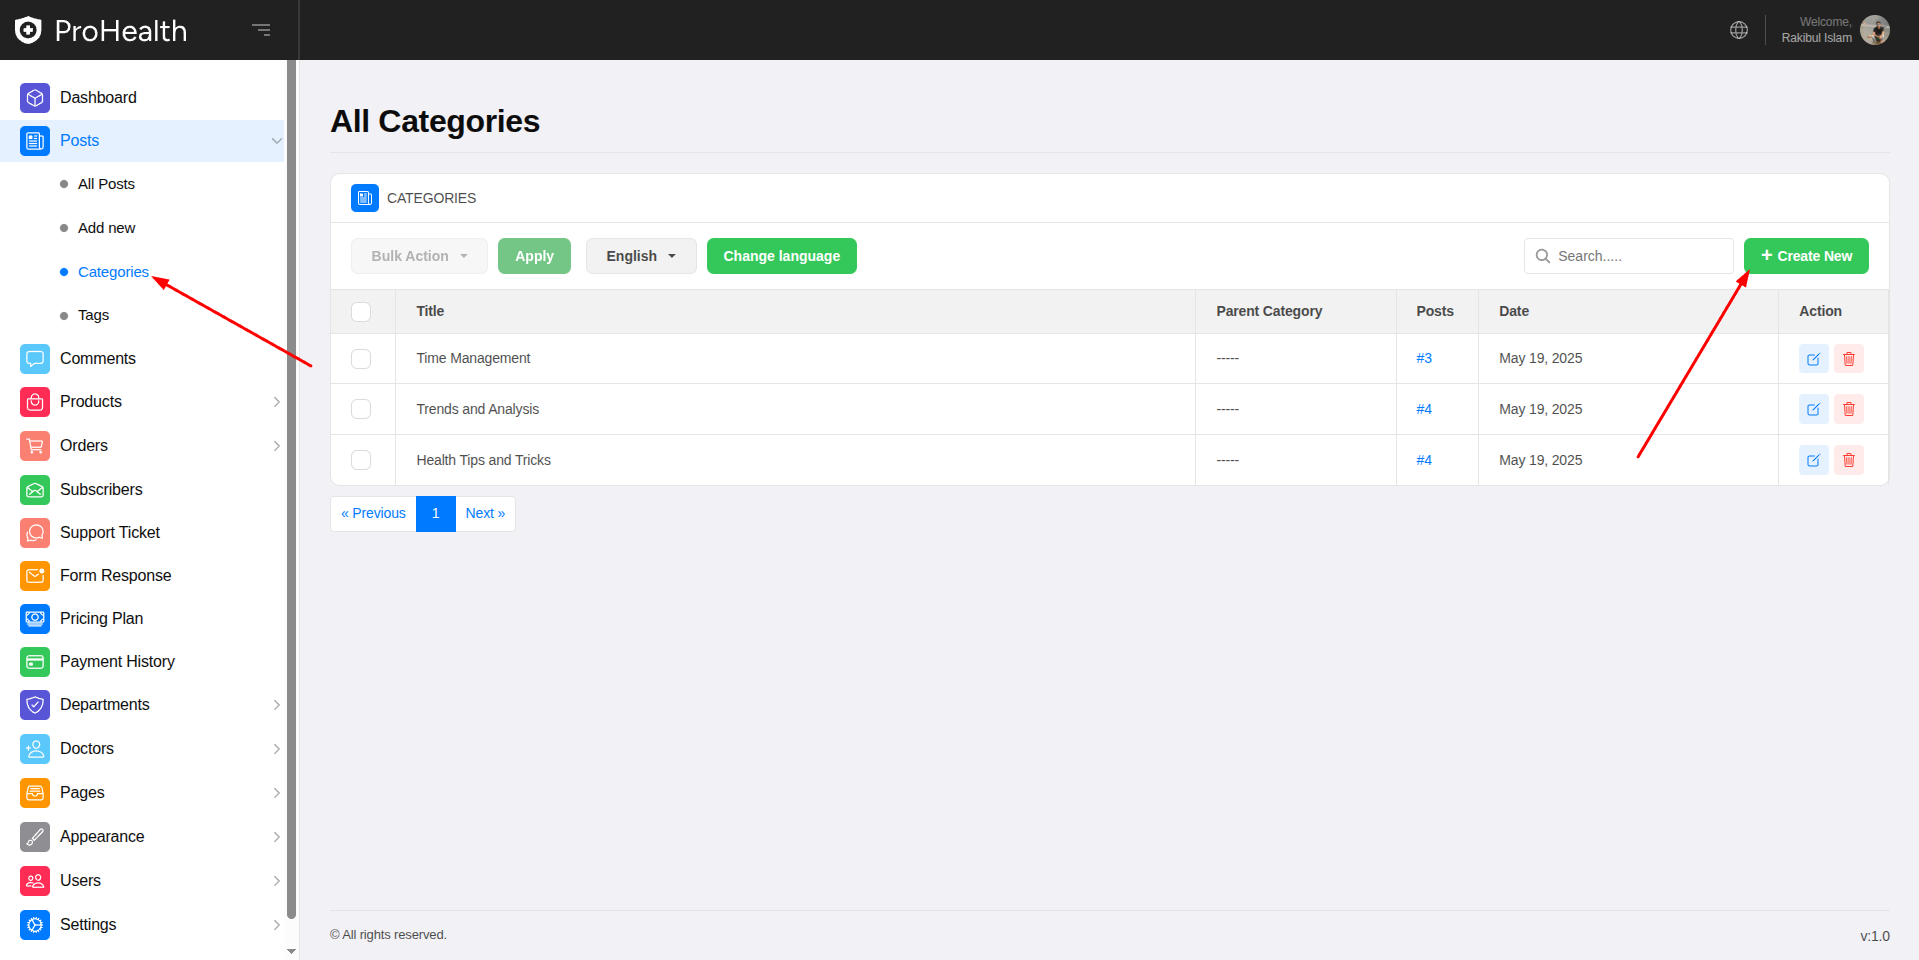 ProHealth
Welcome,
Rakibul Islam
Dashboard
Posts
All Posts
Add new
Categories
Tags
Comments
Products
Orders
Subscribers
Support Ticket
Form Response
Pricing Plan
Payment History
Departments
Doctors
Pages
Appearance
Users
Settings
All Categories
CATEGORIES
Bulk Action Apply English Change language Search..... + Create New
Title Parent Category Posts Date Action
Time Management ----- #3 May 19, 2025
Trends and Analysis ----- #4 May 19, 2025
Health Tips and Tricks ----- #4 May 19, 2025
« Previous 1 Next »
© All rights reserved. v:1.0